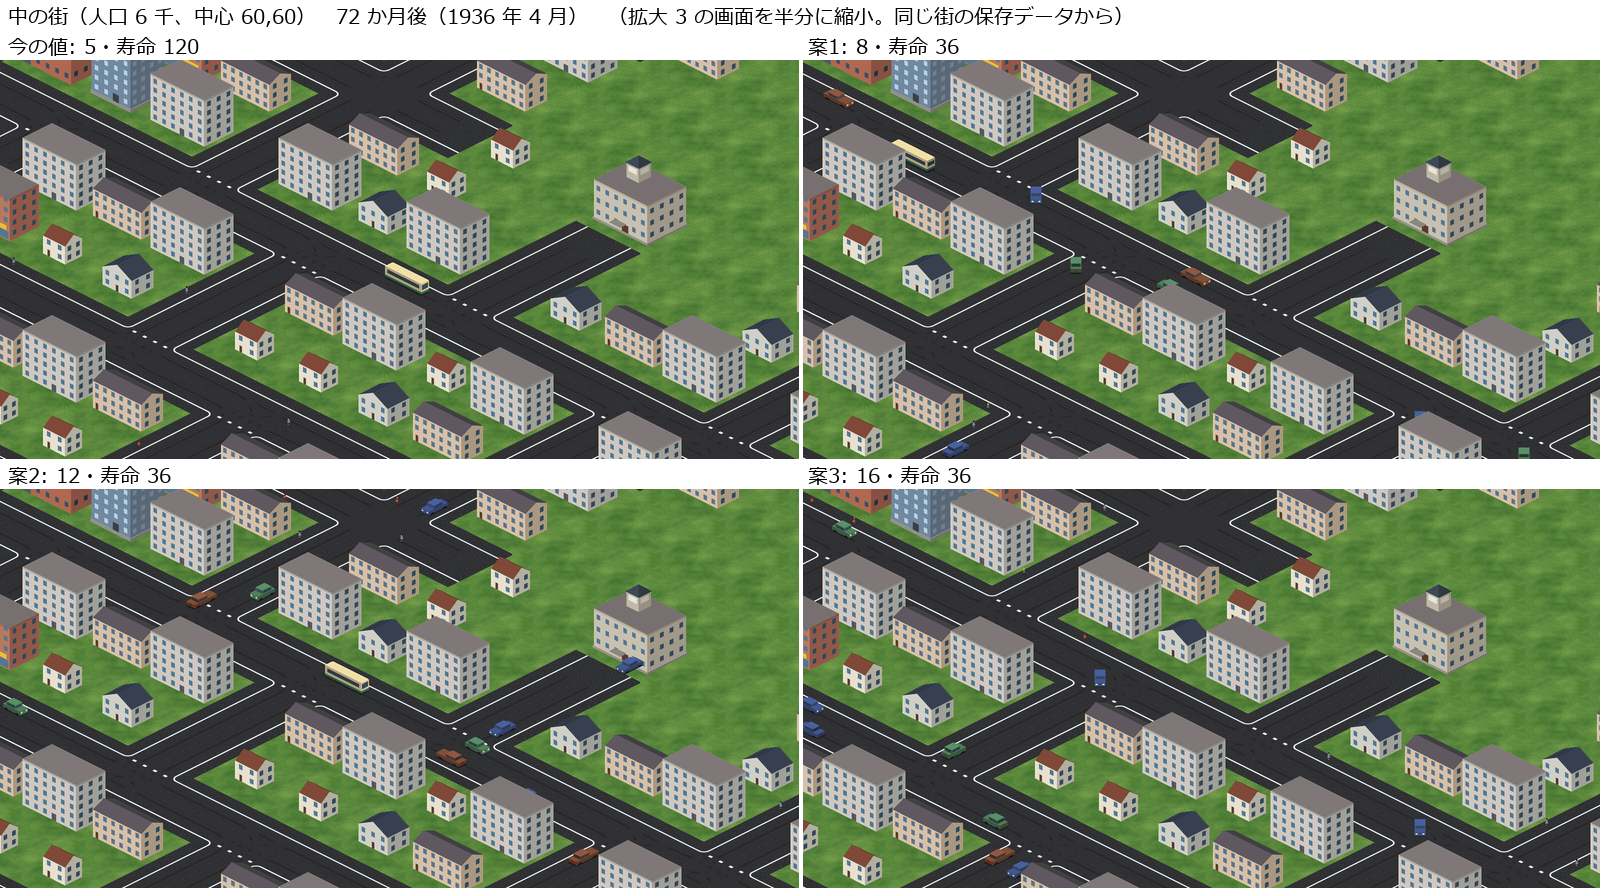 中の街（人口 6 千、中心 60,60） 72 か月後（1936 年 4 月） （拡大 3 の画面を半分に縮小。同じ街の保存データから）
今の値: 5・寿命 120
案1: 8・寿命 36
案2: 12・寿命 36
案3: 16・寿命 36